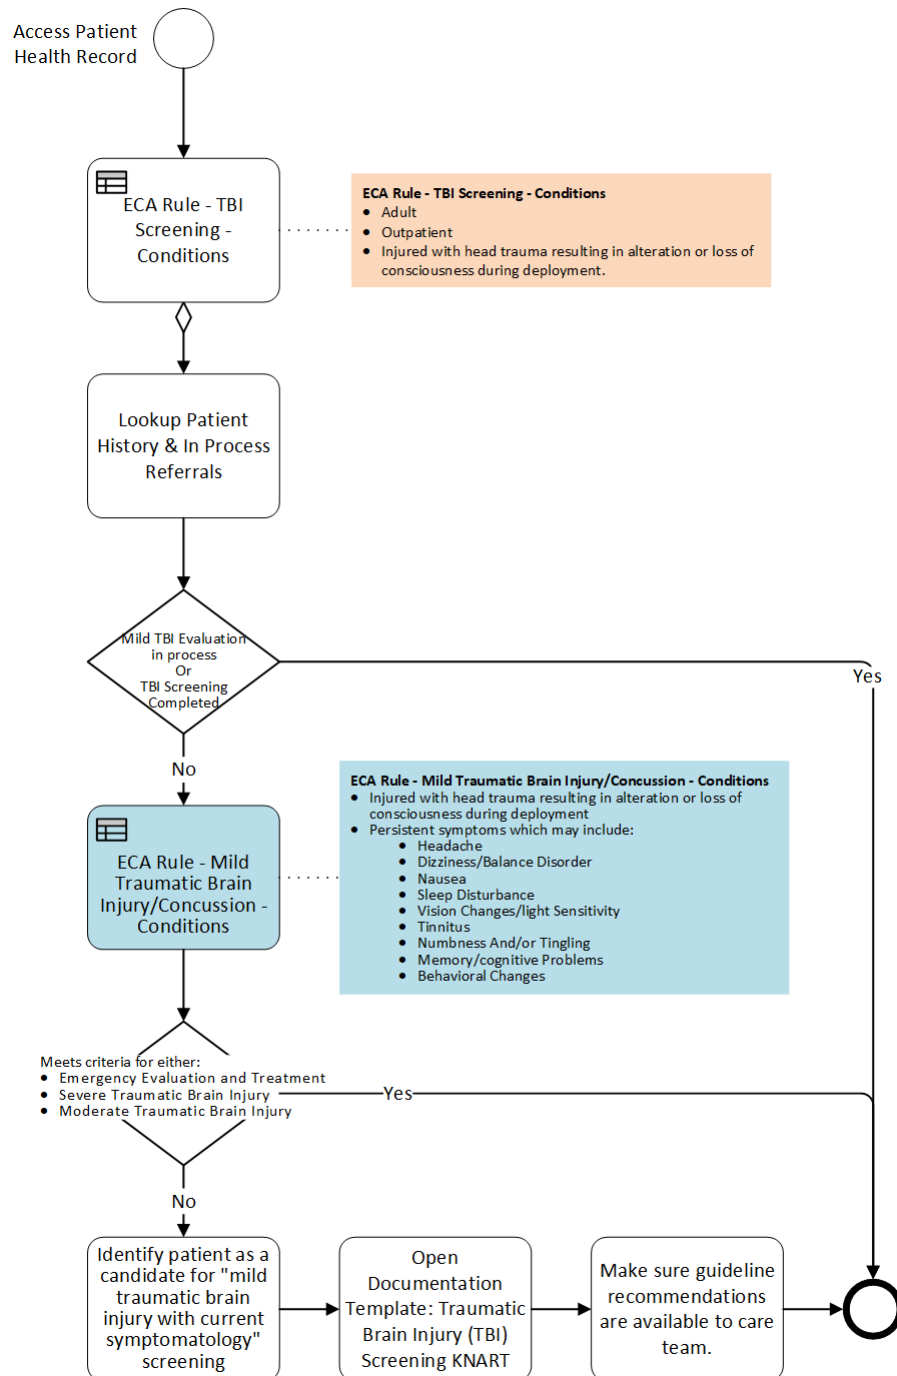 Access Patient
Health Record
ECA Rule - TBI
Screening -
Conditions
ECA Rule - TBI Screening - Conditions
• Adult
• Outpatient
• Injured with head trauma resulting in alteration or loss of
consciousness during deployment.
Lookup Patient
History & In Process
Referrals
Mild TBI Evaluation
in process
Or
TBI Screening
Completed
Yes
No
ECA Rule - Mild
Traumatic Brain
Injury/Concussion -
Conditions
ECA Rule - Mild Traumatic Brain Injury/Concussion - Conditions
• Injured with head trauma resulting in alteration or loss of
consciousness during deployment
• Persistent symptoms which may include:
• Headache
• Dizziness/Balance Disorder
• Nausea
• Sleep Disturbance
• Vision Changes/light Sensitivity
• Tinnitus
• Numbness And/or Tingling
• Memory/cognitive Problems
• Behavioral Changes
Meets criteria for either:
• Emergency Evaluation and Treatment
• Severe Traumatic Brain Injury
• Moderate Traumatic Brain Injury
Yes
No
Identify patient as a
candidate for "mild
traumatic brain
injury with current
symptomatology"
screening
Open
Documentation
Template: Traumatic
Brain Injury (TBI)
Screening KNART
Make sure guideline
recommendations
are available to care
team.